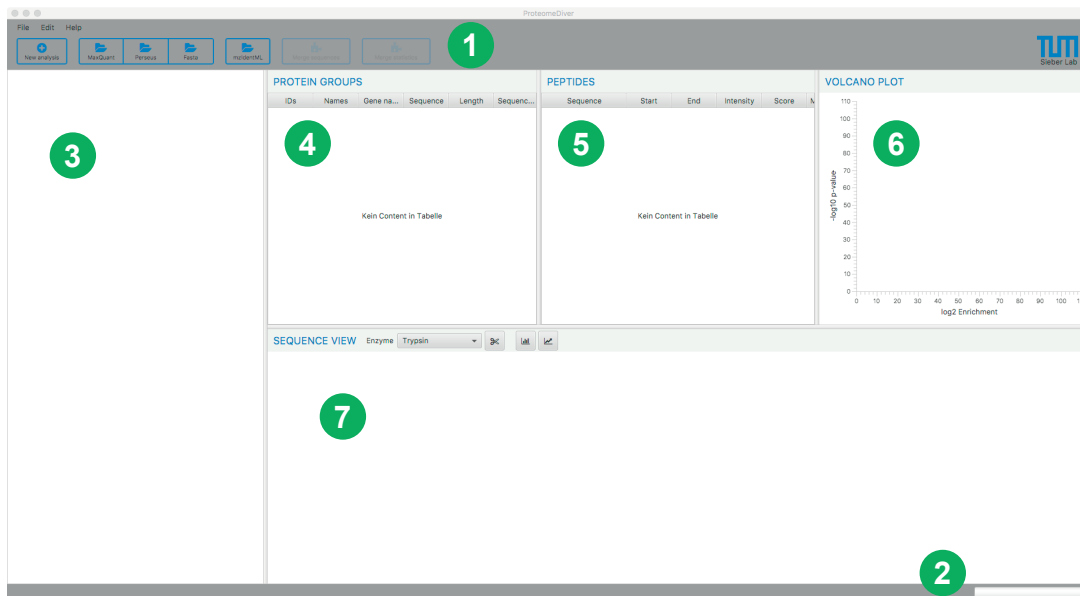 ProteomeDiver
File Edit Help
1
New analysis MaxQuant Perseus Fasta mzIdentML
TUM
Sieber Lab
PROTEIN GROUPS
PEPTIDES
VOLCANO PLOT
IDs Names Gene na... Sequence Length Sequenc...
Sequence Start End Intensity Score M
3
4
5
6
Kein Content in Tabelle
Kein Content in Tabelle
110
100
90
80
70
60
50
40
30
20
10
0
-log10 p-value
0 10 20 30 40 50 60 70 80 90 100 1
log2 Enrichment
SEQUENCE VIEW Enzyme Trypsin
7
2